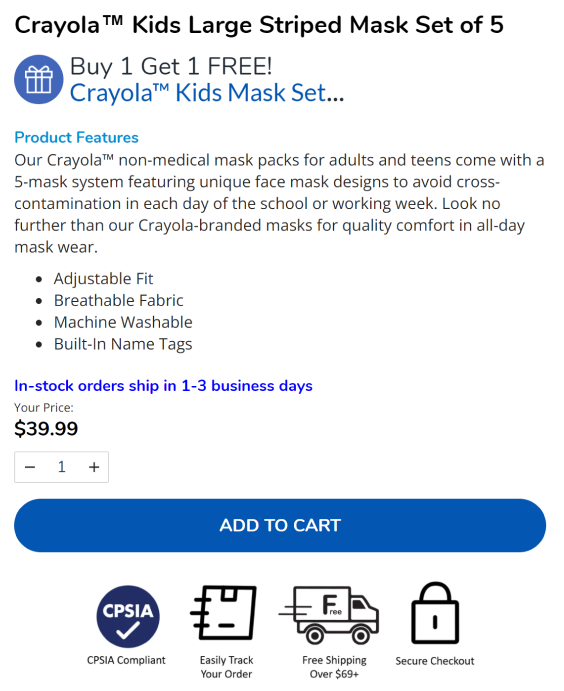 Crayola™ Kids Large Striped Mask Set of 5
Buy 1 Get 1 FREE!
Crayola™ Kids Mask Set...
Product Features
Our Crayola™ non-medical mask packs for adults and teens come with a
5-mask system featuring unique face mask designs to avoid cross-
contamination in each day of the school or working week. Look no
further than our Crayola-branded masks for quality comfort in all-day
mask wear.
• Adjustable Fit
• Breathable Fabric
• Machine Washable
• Built-In Name Tags
In-stock orders ship in 1-3 business days
Your Price:
$39.99
− 1 +
ADD TO CART
CPSIA
Free
CPSIA Compliant
Easily Track
Your Order
Free Shipping
Over $69+
Secure Checkout